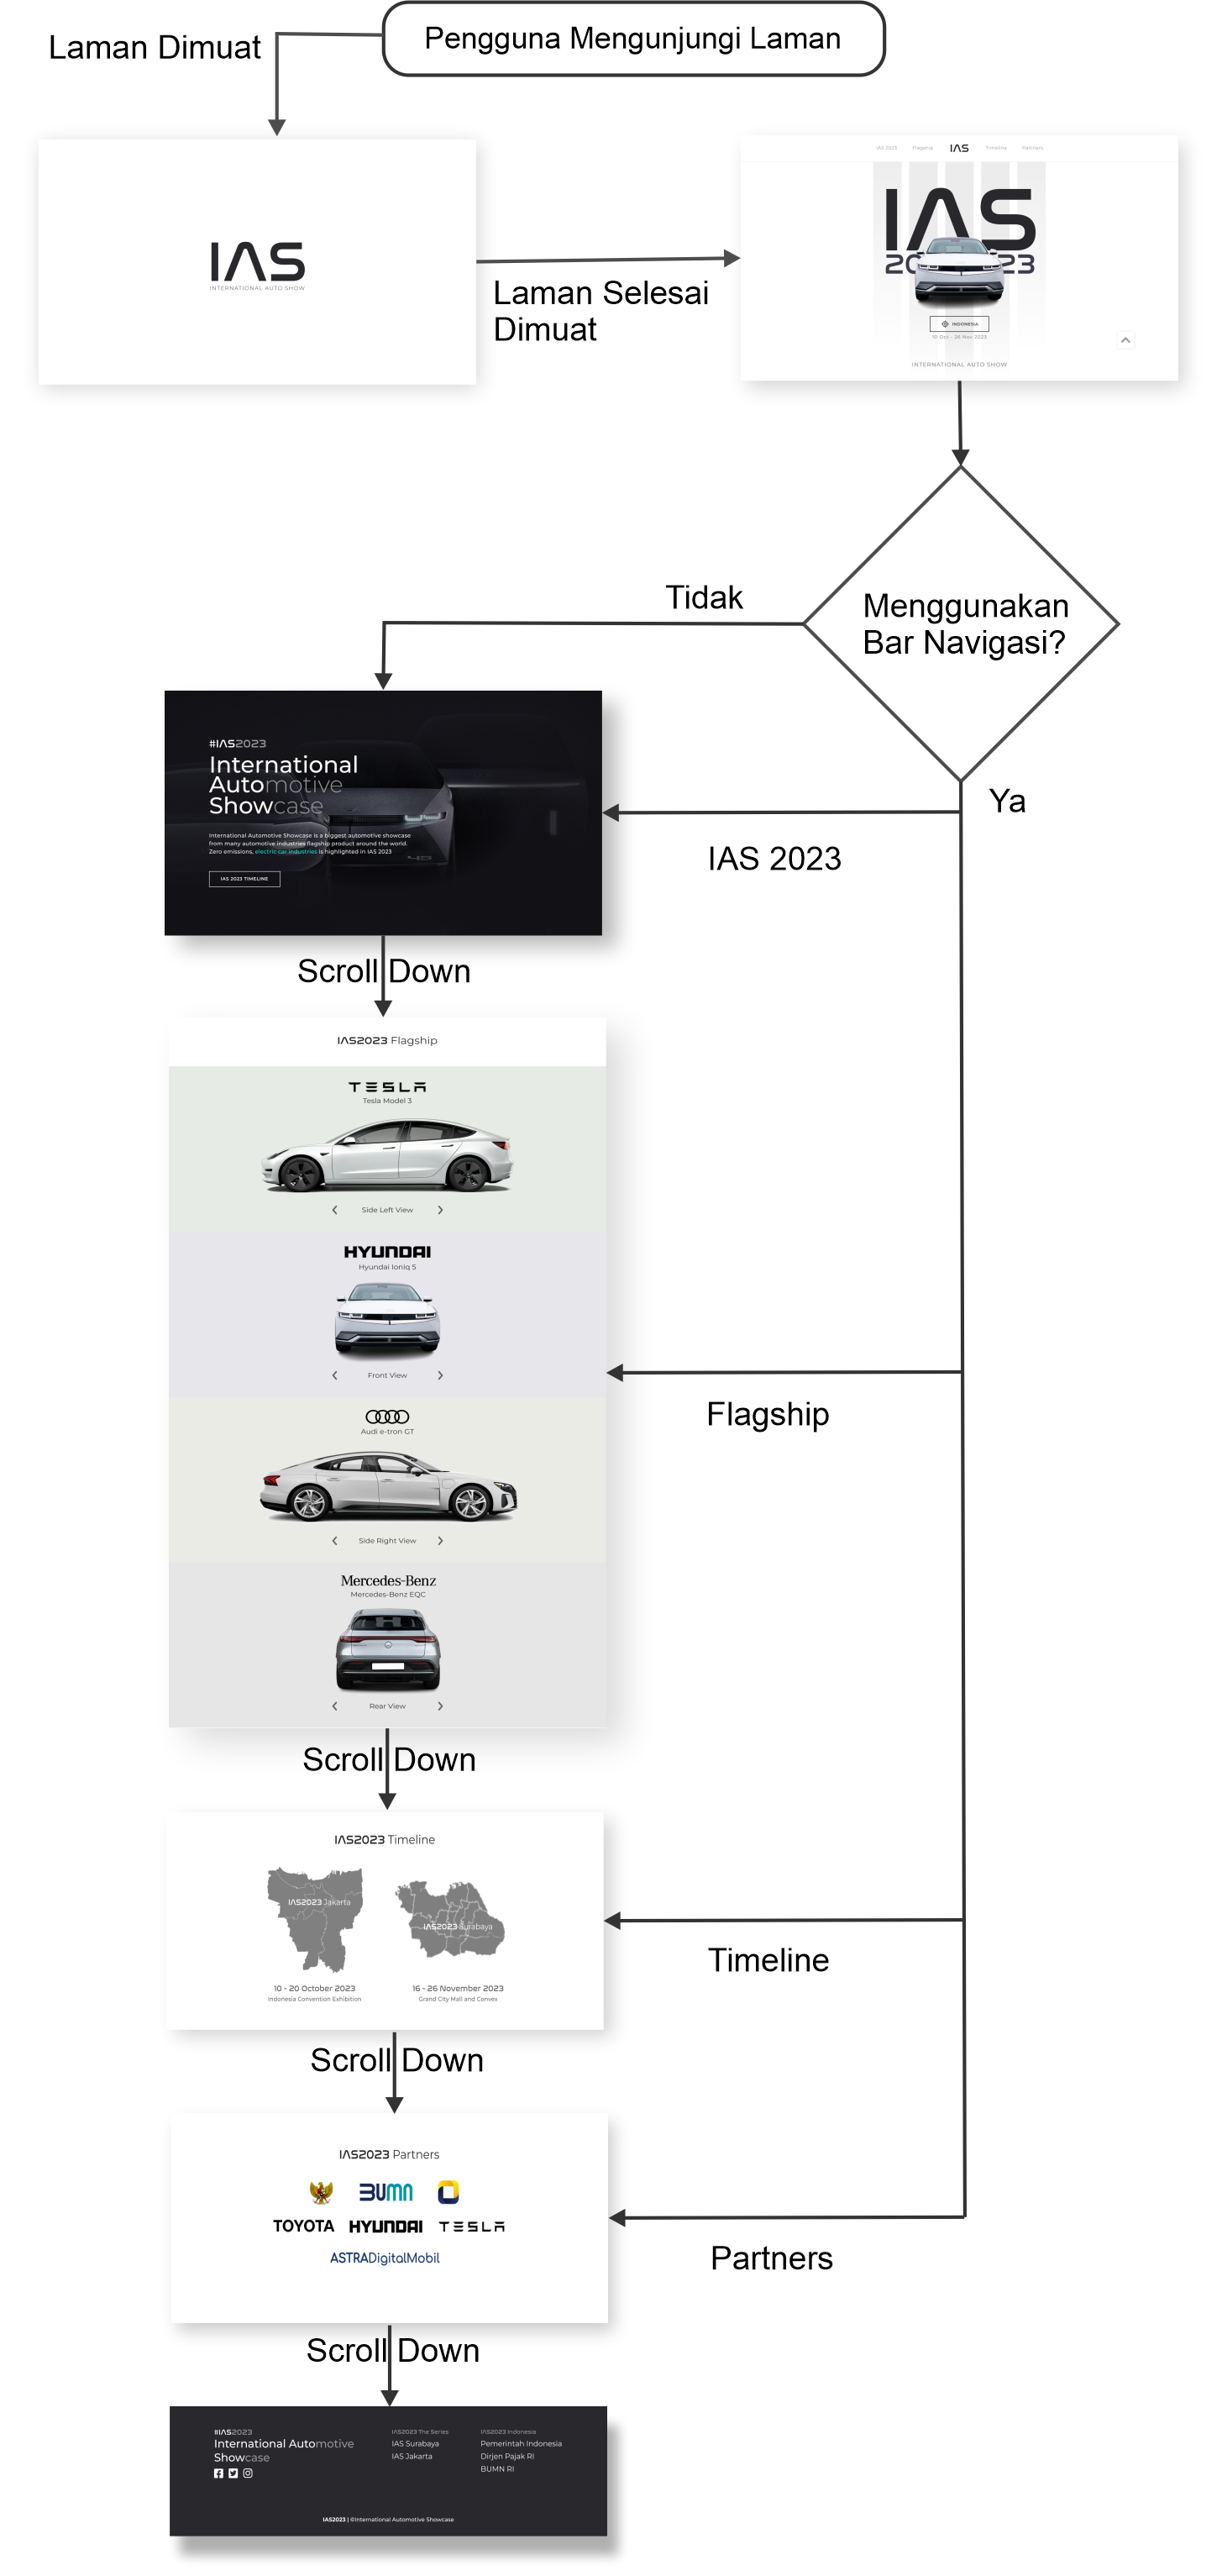 Pengguna Mengunjungi Laman
Laman Dimuat
IAS
INTERNATIONAL AUTO SHOW
Laman Selesai
Dimuat
IAS 2023 Flagship IAS Timeline Partners
IAS
2023
INDONESIA
10 Oct - 26 Nov 2023
INTERNATIONAL AUTO SHOW
Menggunakan
Bar Navigasi?
Tidak
Ya
#IAS2023
International
Automotive
Showcase
International Automotive Showcase is a biggest automotive showcase
from many automotive industries flagship product around the world.
Zero emissions, electric car industries is highlighted in IAS 2023
IAS 2023 TIMELINE
IAS 2023
Scroll Down
IAS2023 Flagship
TESLA
Tesla Model 3
Side Left View
HYUNDAI
Hyundai Ioniq 5
Front View
Flagship
Audi e-tron GT
Side Right View
Mercedes-Benz
Mercedes-Benz EQC
Rear View
Scroll Down
IAS2023 Timeline
IAS2023 Jakarta
IAS2023 Surabaya
10 - 20 October 2023
Indonesia Convention Exhibition
16 - 26 November 2023
Grand City Mall and Convex
Timeline
Scroll Down
IAS2023 Partners
BUMN
TOYOTA HYUNDAI TESLA
ASTRADigitalMobil
Partners
Scroll Down
#IAS2023
International Automotive
Showcase
IAS2023 The Series
IAS Surabaya
IAS Jakarta
IAS2023 Indonesia
Pemerintah Indonesia
Dirjen Pajak RI
BUMN RI
IAS2023 | ©International Automotive Showcase